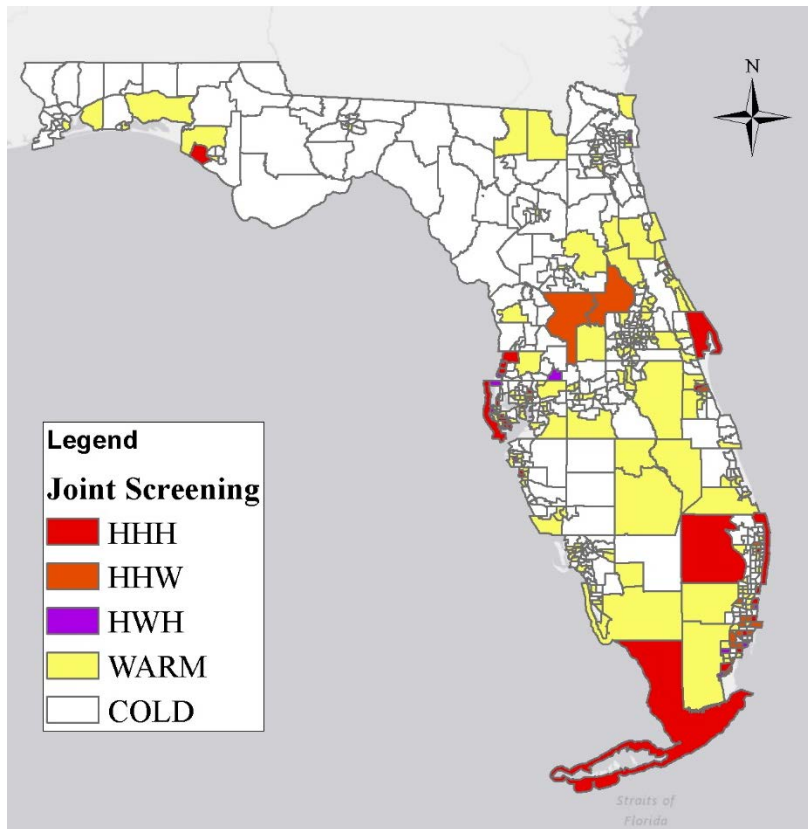 N
Legend
Joint Screening
HHH
HHW
HWH
WARM
COLD
Straits of
Florida